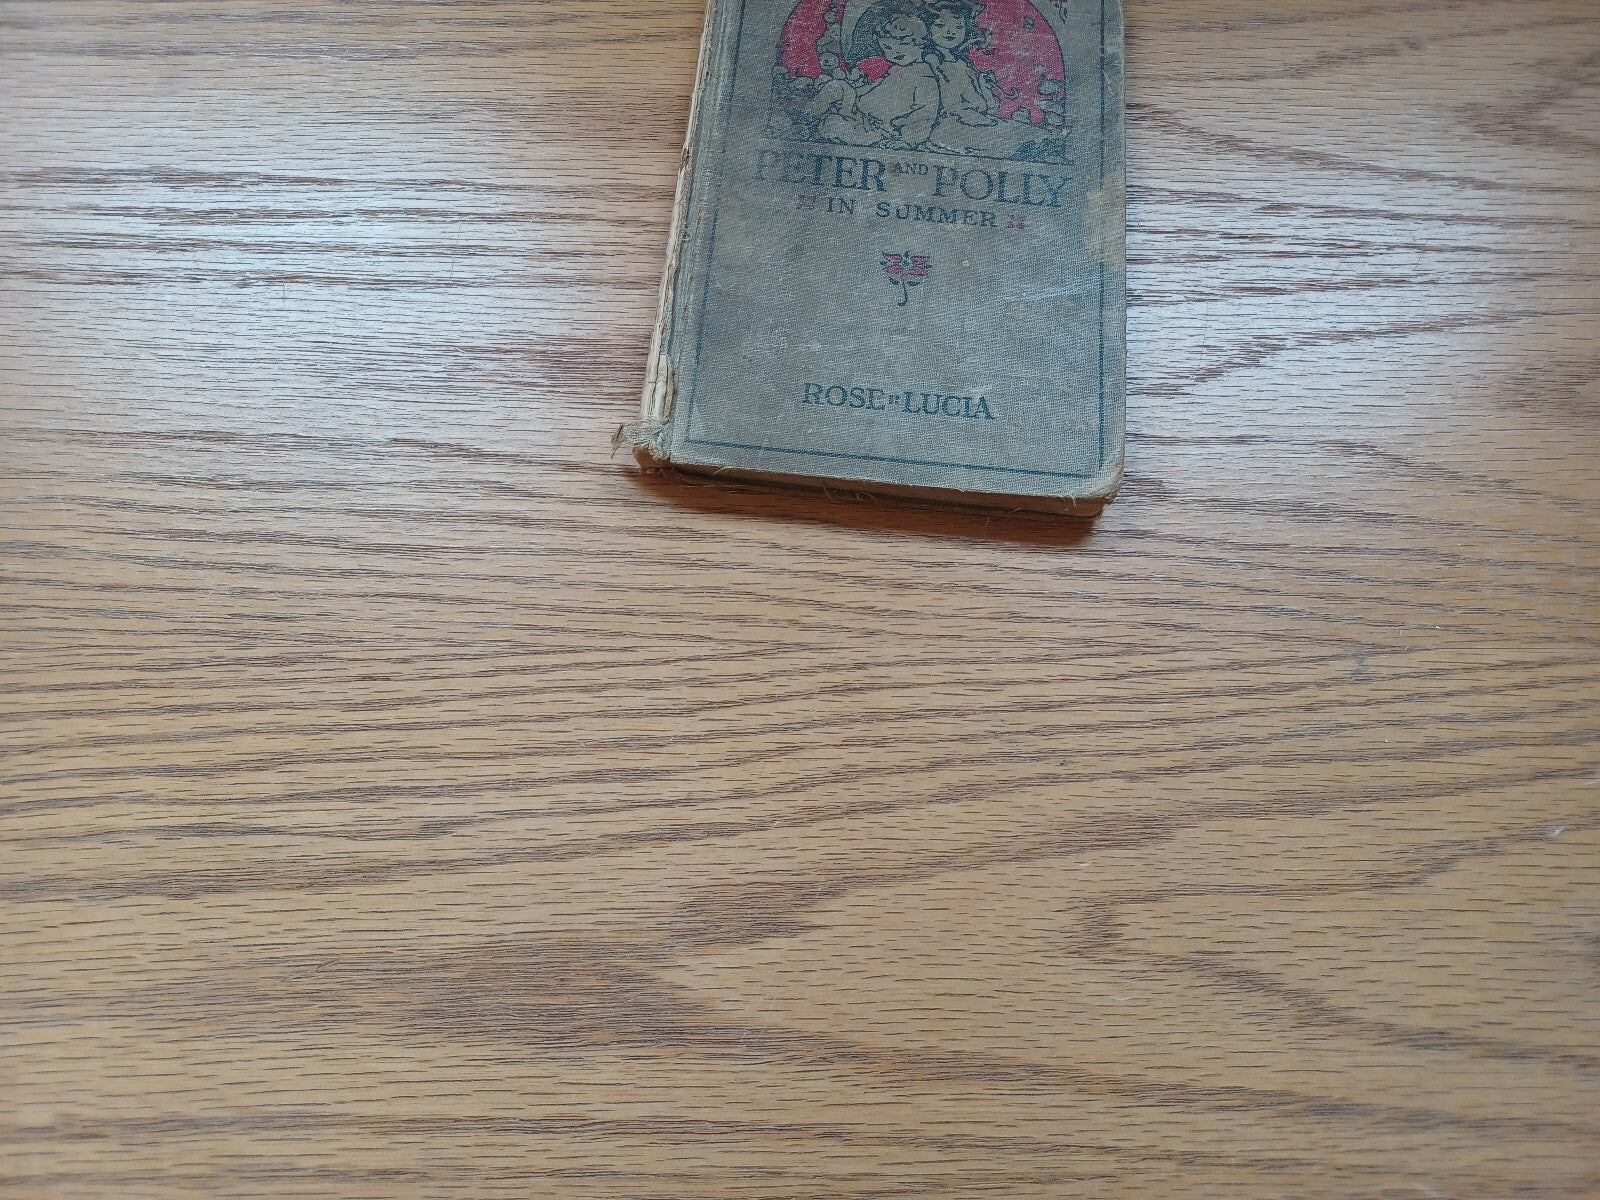 PETER AND POLLY
IN SUMMER
ROSE LUCIA